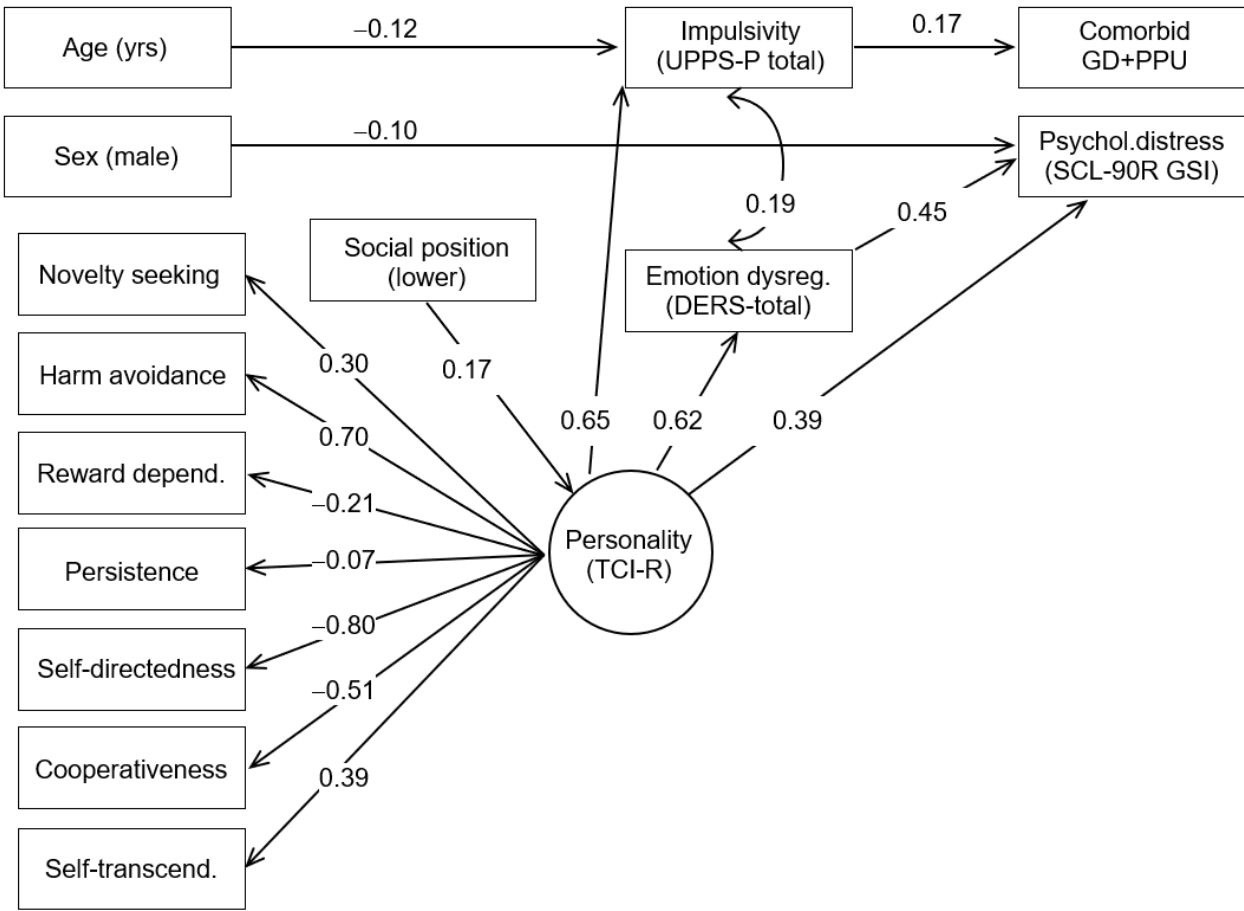 Age (yrs)
−0.12
Impulsivity
(UPPS-P total)
0.17
Comorbid
GD+PPU
Sex (male)
−0.10
Psychol.distress
(SCL-90R GSI)
0.19
0.45
Social position
(lower)
Emotion dysreg.
(DERS-total)
Novelty seeking
0.30
0.17
Harm avoidance
0.70
0.65
0.62
0.39
Reward depend.
−0.21
Persistence
−0.07
Personality
(TCI-R)
Self-directedness
−0.80
Cooperativeness
−0.51
0.39
Self-transcend.